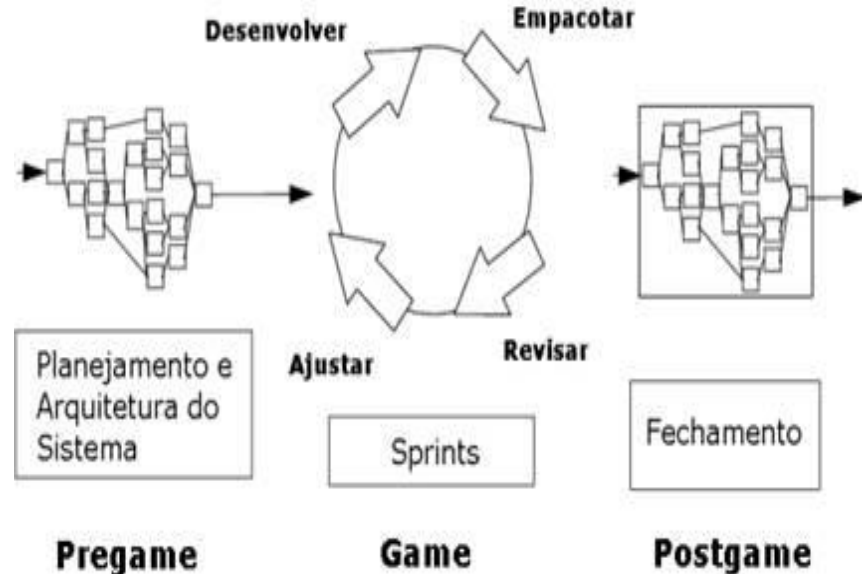 Desenvolver
Empacotar
Ajustar
Revisar
Planejamento e
Arquitetura do
Sistema
Sprints
Fechamento
Pregame
Game
Postgame